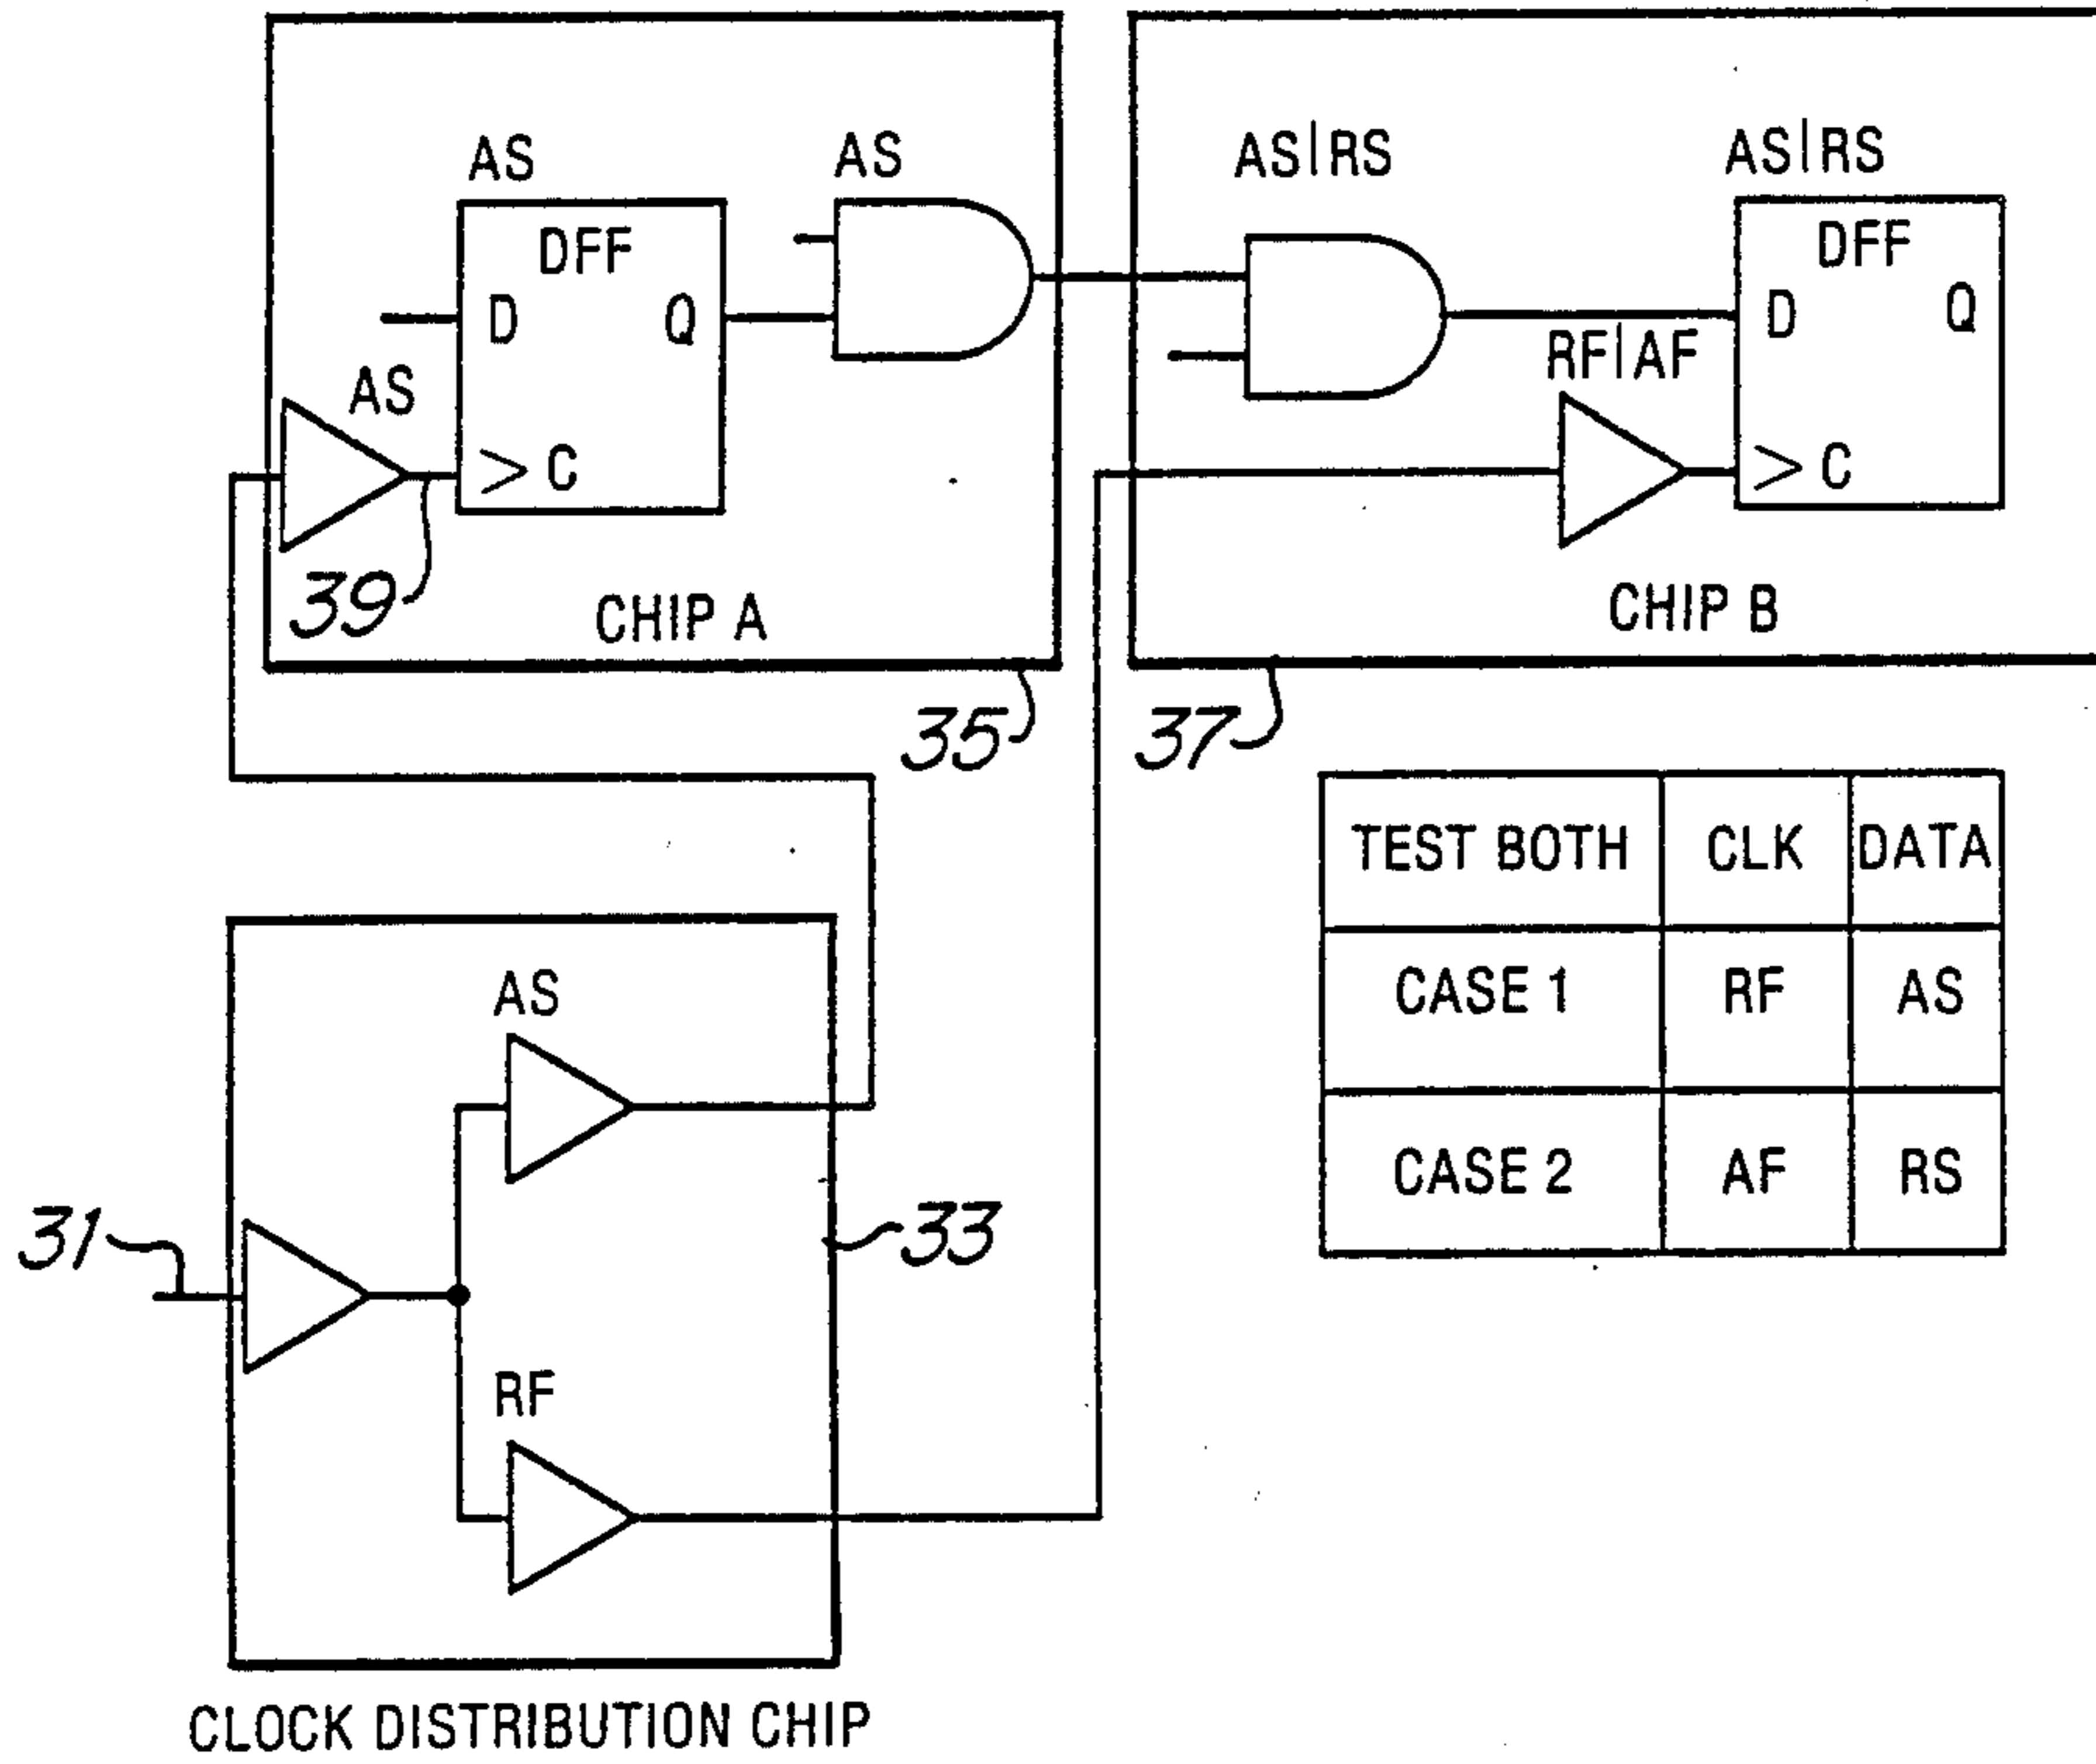 AS
AS
DFF
D
Q
AS
> C
39
CHIP A
35
AS|RS
AS|RS
DFF
D
Q
RF|AF
> C
CHIP B
37
TEST BOTH CLK DATA
CASE 1 RF AS
CASE 2 AF RS
AS
31
33
RF
CLOCK DISTRIBUTION CHIP